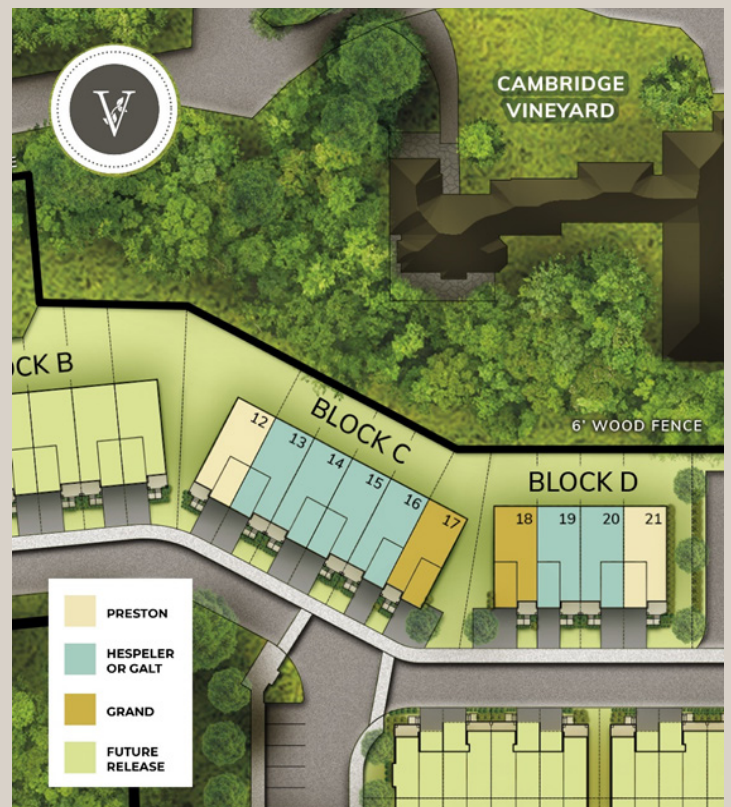 V
CAMBRIDGE
VINEYARD
BLOCK C
12
13
14
15
16
17
6' WOOD FENCE
BLOCK D
18
19
20
21
PRESTON
HESPELER
OR GALT
GRAND
FUTURE
RELEASE